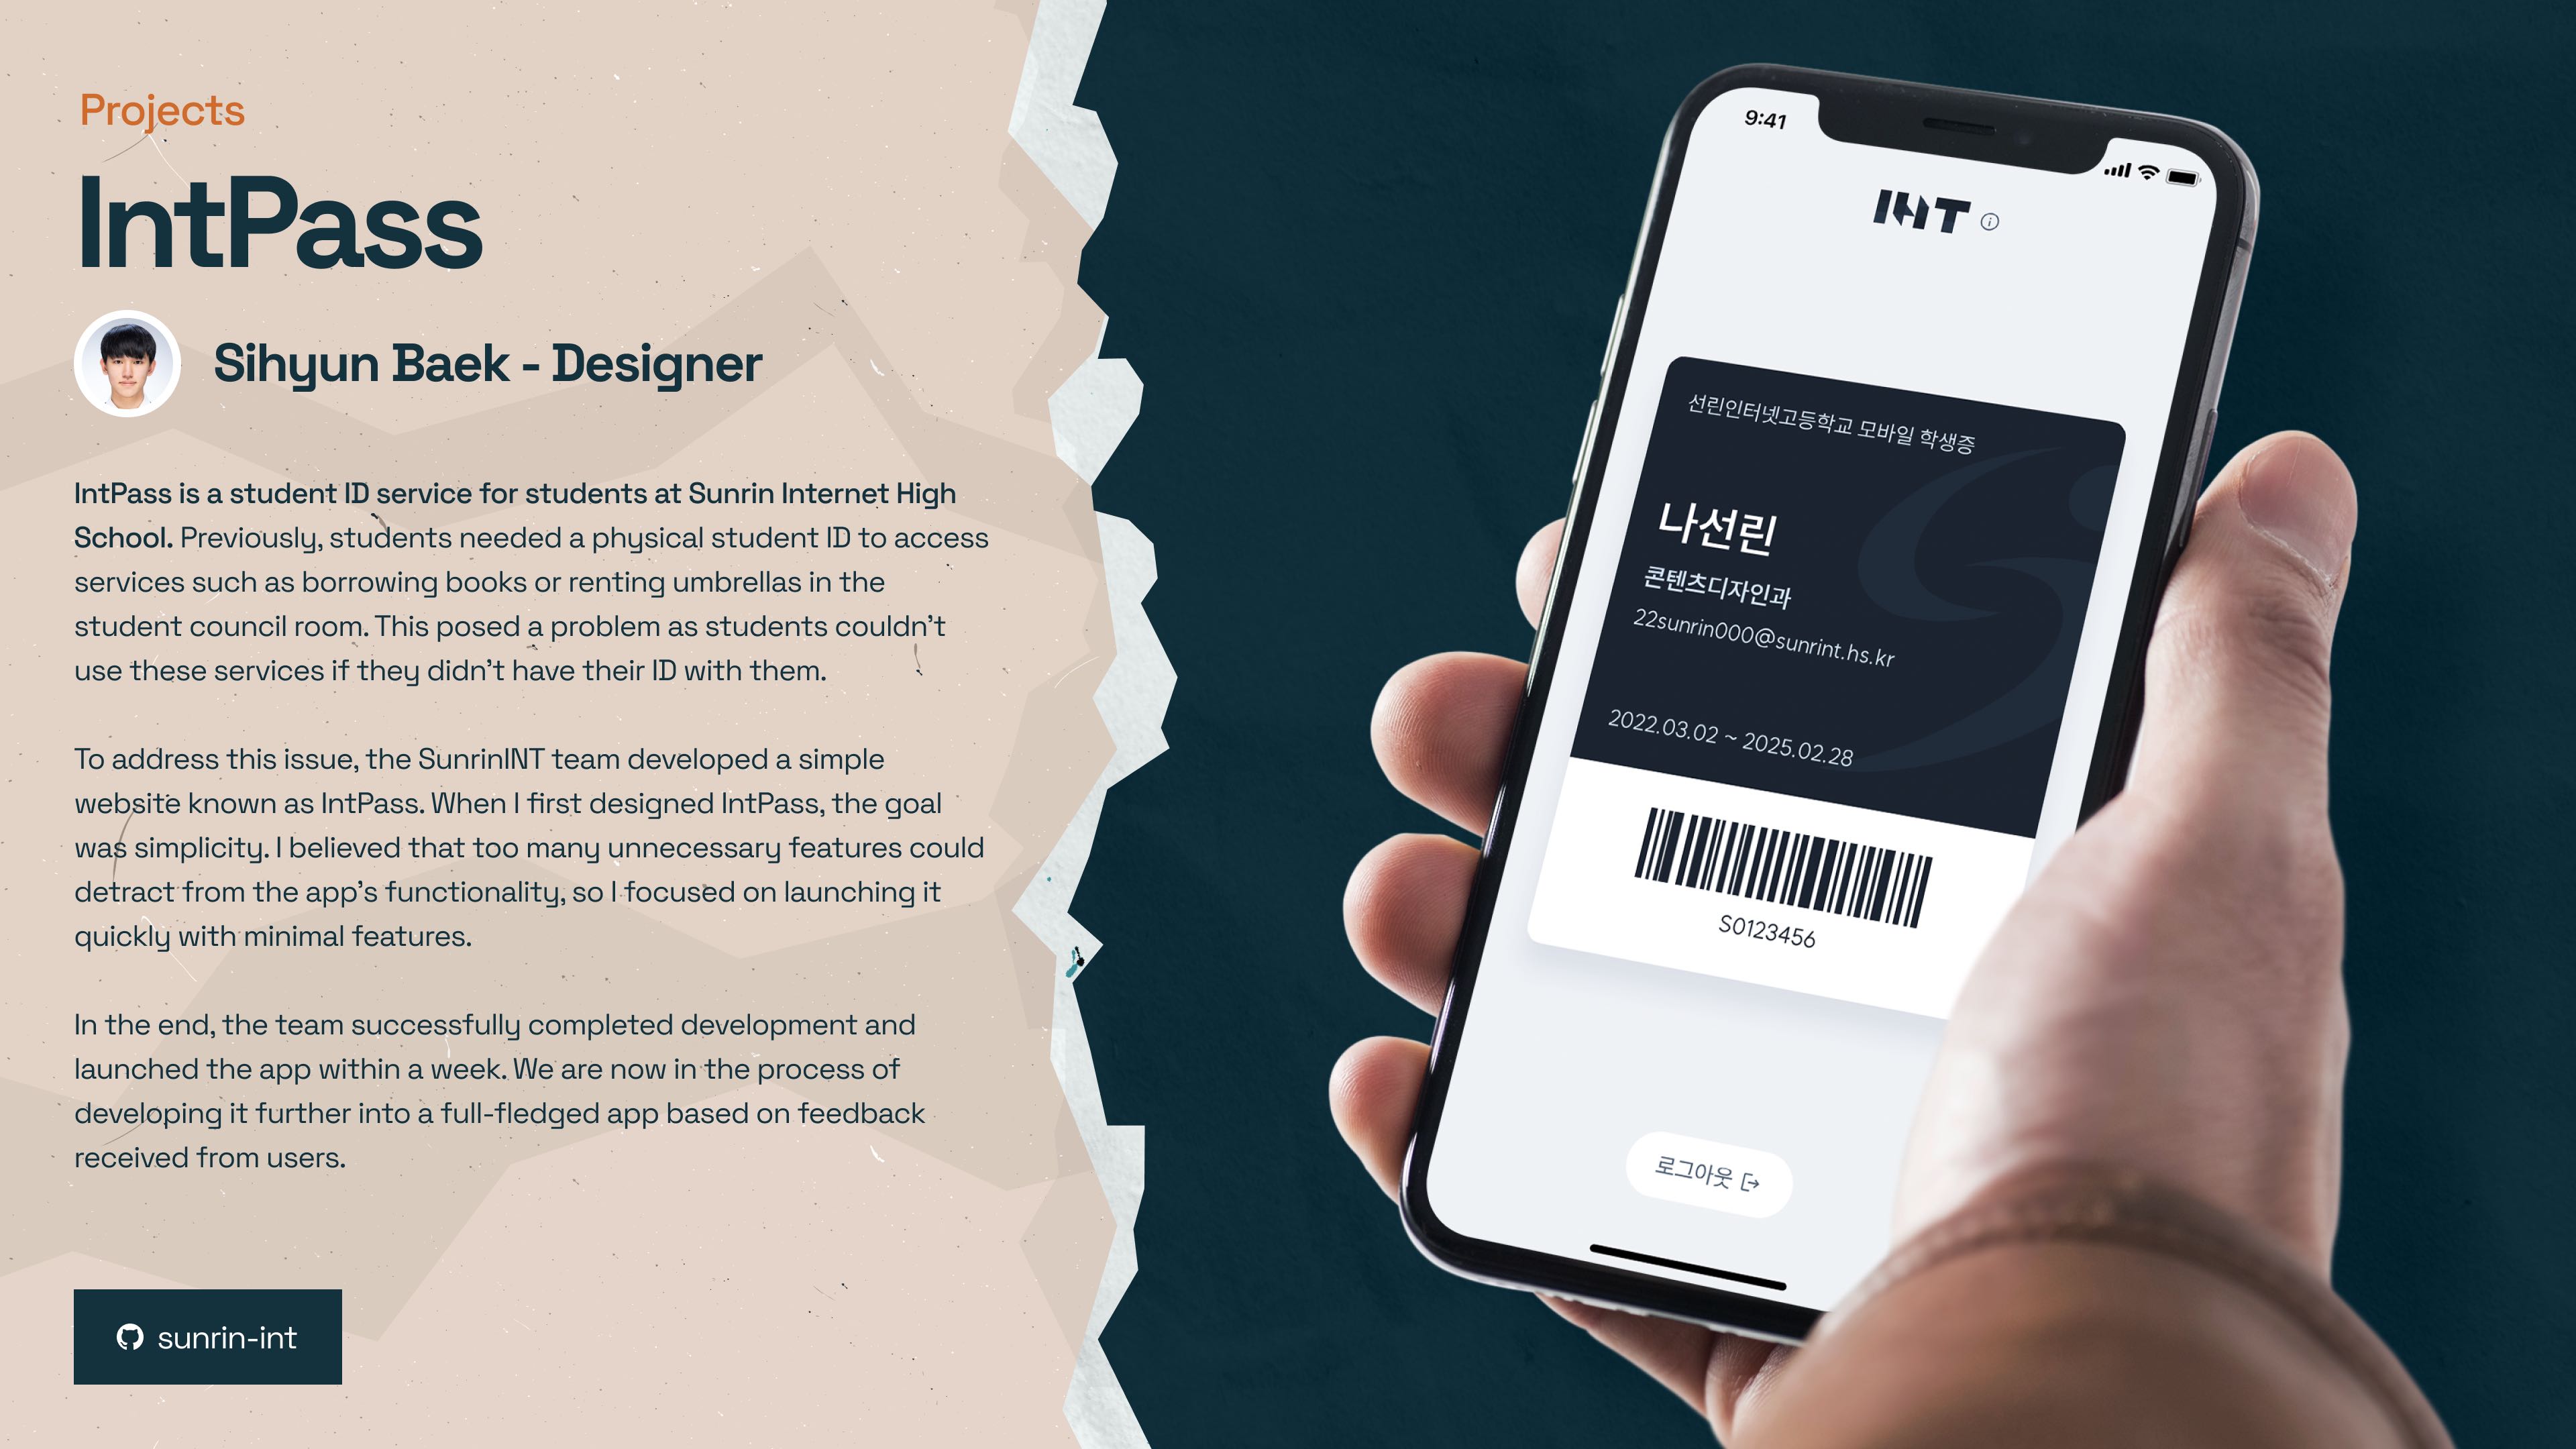 Projects
IntPass
Sihyun Baek - Designer
IntPass is a student ID service for students at Sunrin Internet High
School. Previously, students needed a physical student ID to access
services such as borrowing books or renting umbrellas in the
student council room. This posed a problem as students couldn’t
use these services if they didn’t have their ID with them.
To address this issue, the SunrinINT team developed a simple
website known as IntPass. When I first designed IntPass, the goal
was simplicity. I believed that too many unnecessary features could
detract from the app’s functionality, so I focused on launching it
quickly with minimal features.
In the end, the team successfully completed development and
launched the app within a week. We are now in the process of
developing it further into a full-fledged app based on feedback
received from users.
sunrin-int
9:41
INT
선린인터넷고등학교 모바일 학생증
나선린
콘텐츠디자인과
22sunrin000@sunrint.hs.kr
2022.03.02 ~ 2025.02.28
S0123456
로그아웃